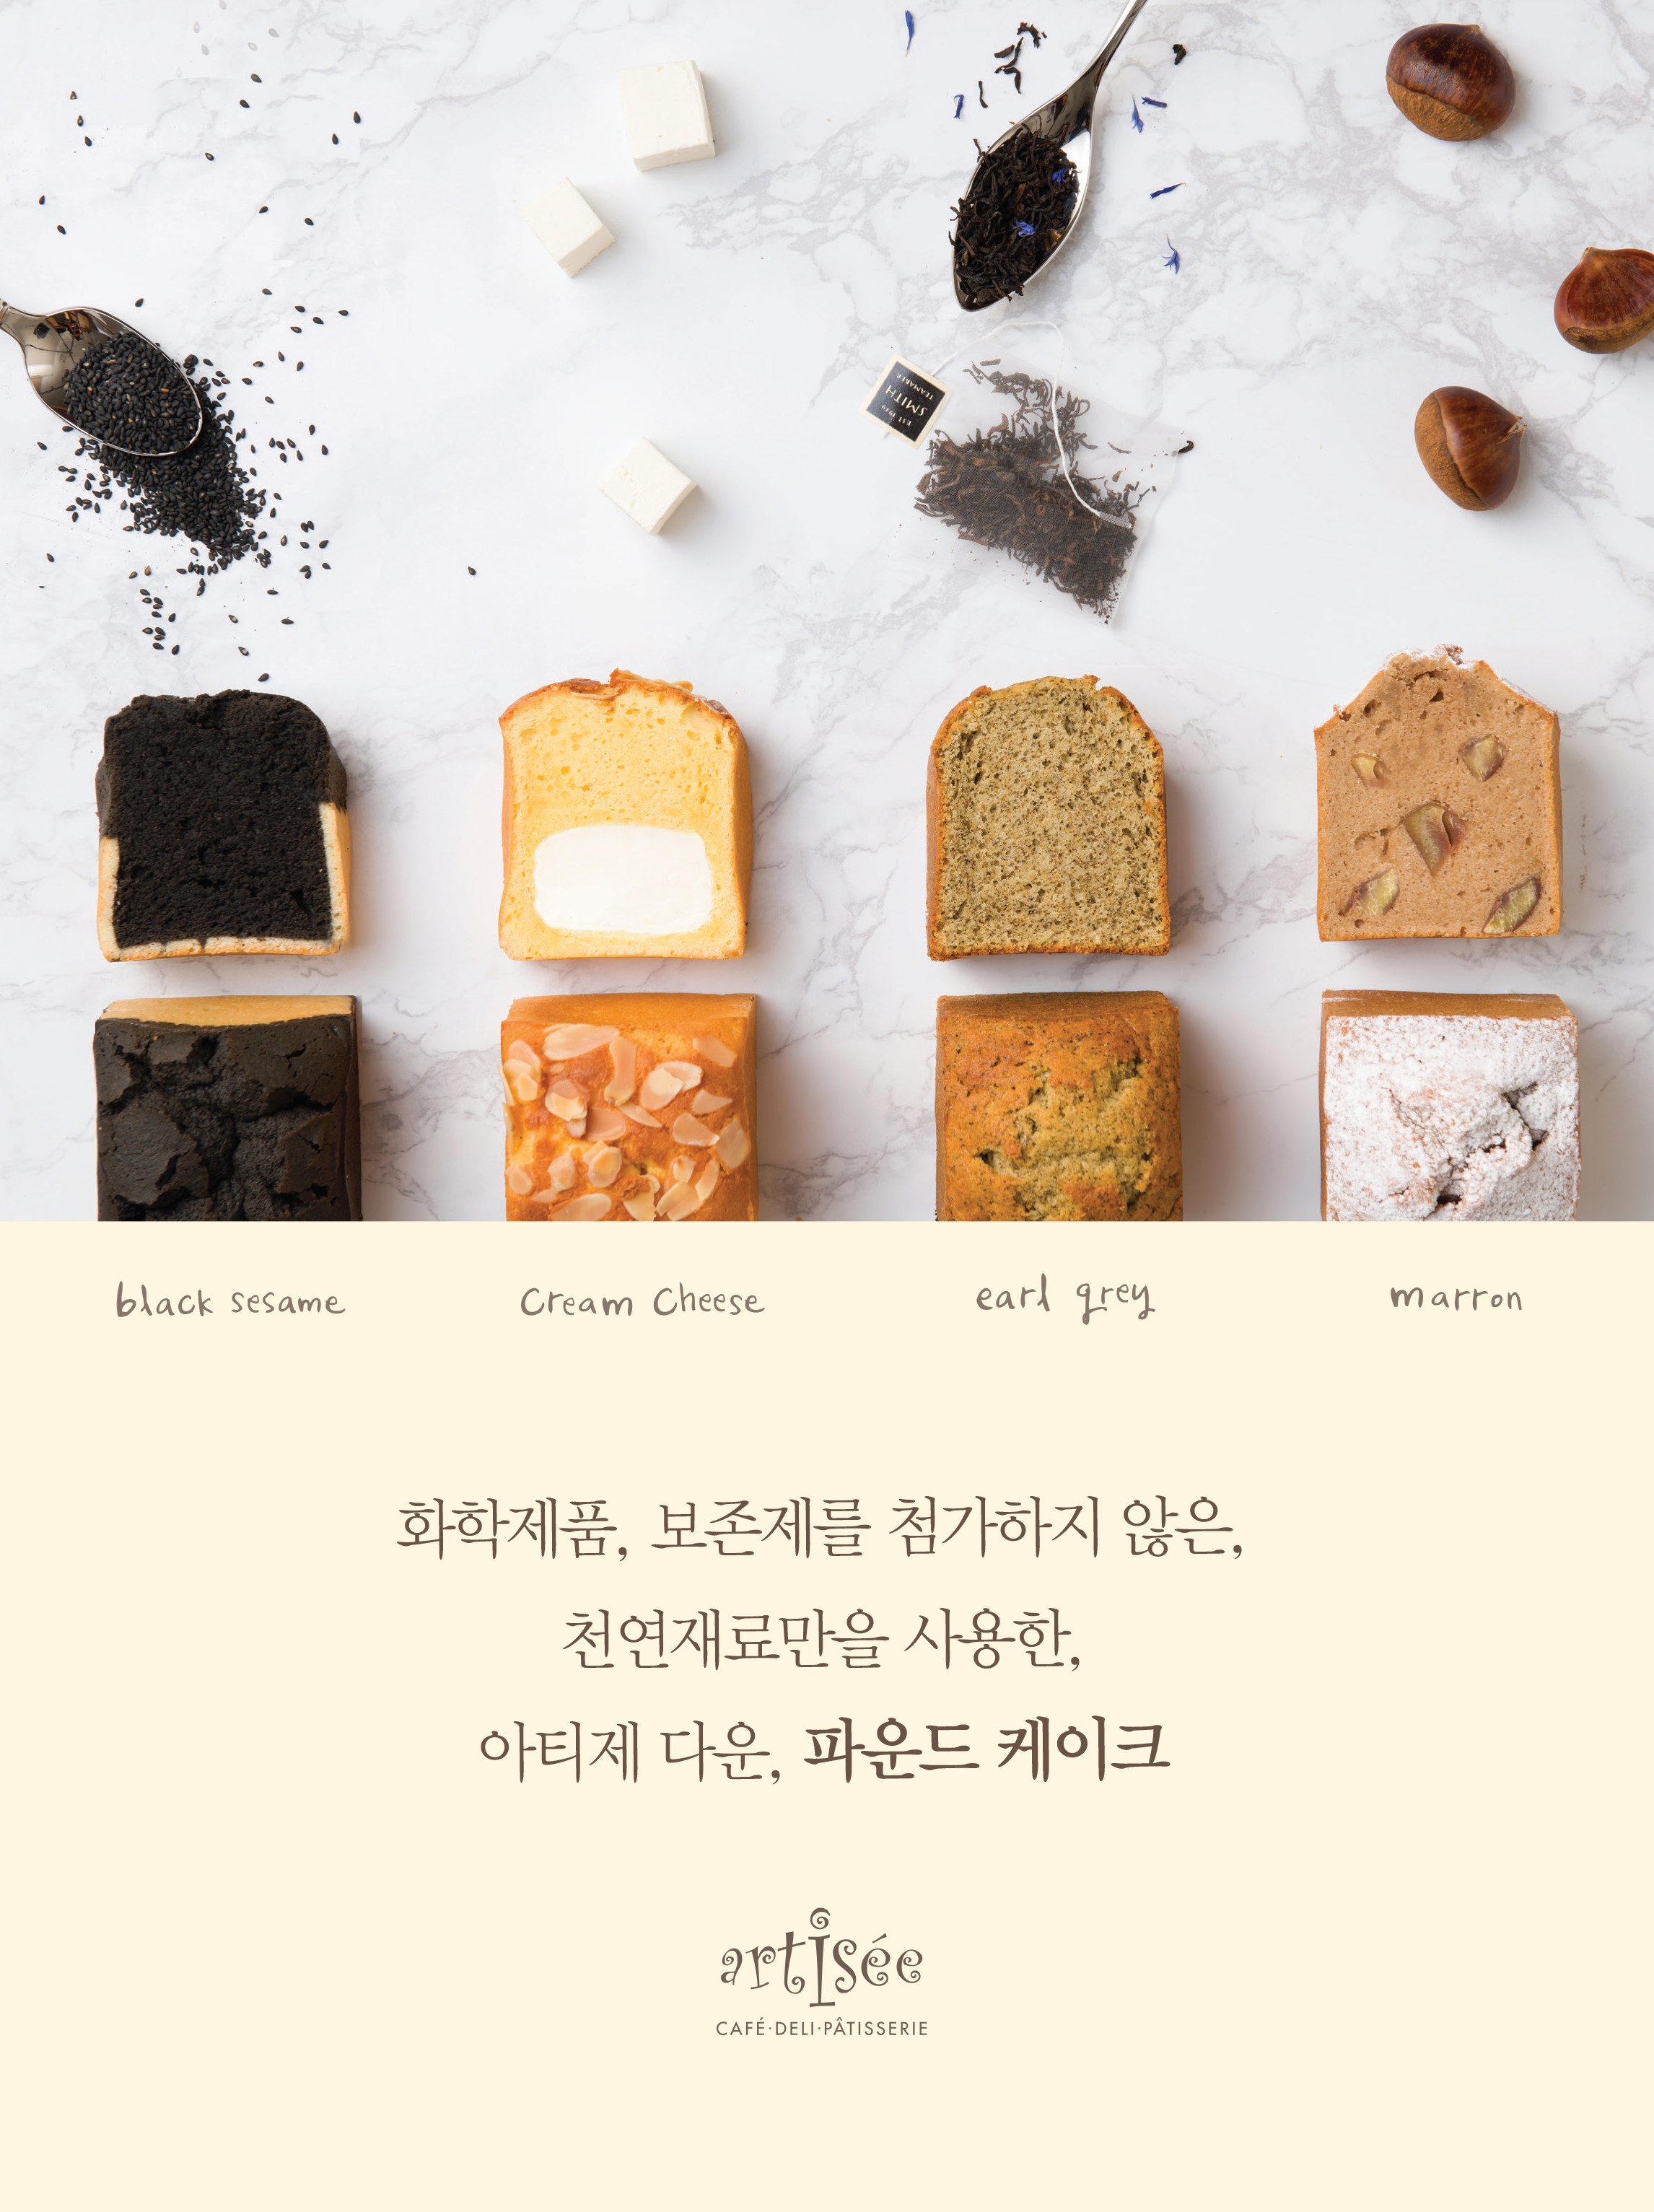 EST. 1949
SMITH
TEAMAKER
black sesame
Cream Cheese
earl grey
marron
화학제품, 보존제를 첨가하지 않은,
천연재료만을 사용한,
아티제 다운, 파운드 케이크
artisée
CAFÉ·DELI·PÂTISSERIE